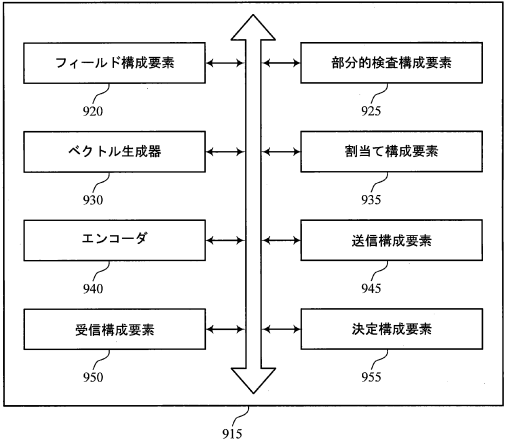 フィールド構成要素
部分的検査構成要素
920
925
ベクトル生成器
割当て構成要素
930
935
エンコーダ
送信構成要素
940
945
受信構成要素
決定構成要素
950
955
915